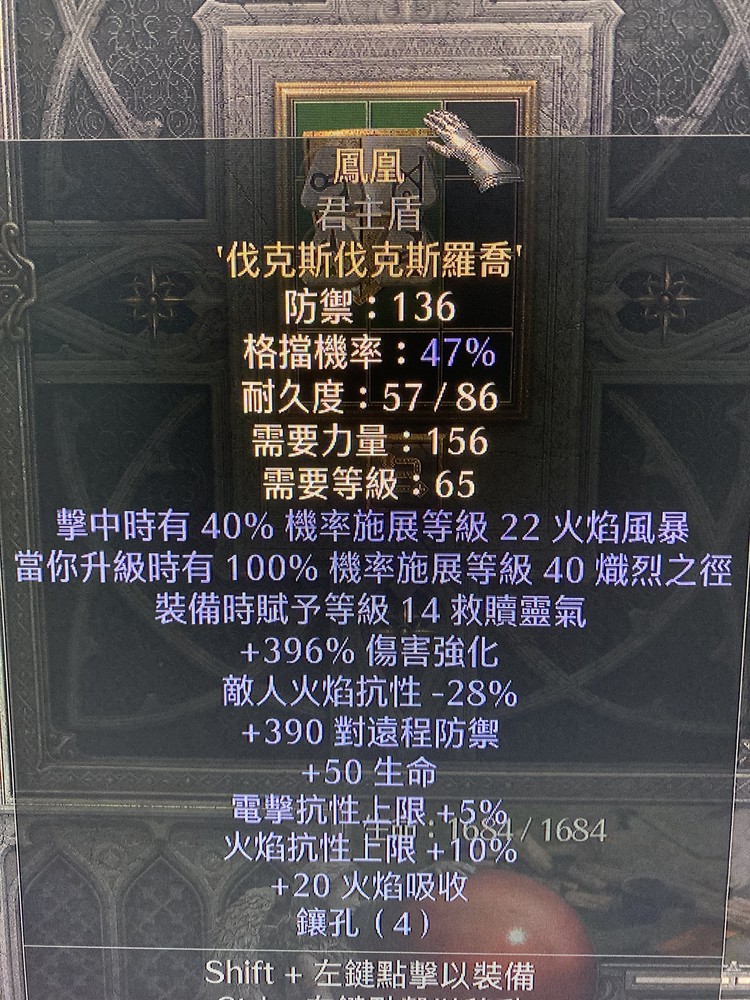 鳳凰
君主盾
'伐克斯伐克斯羅喬'
防禦：136
格擋機率：47%
耐久度：57 / 86
需要力量：156
需要等級：65
擊中時有 40% 機率施展等級 22 火焰風暴
當你升級時有 100% 機率施展等級 40 熾烈之徑
裝備時賦予等級 14 救贖靈氣
+396% 傷害強化
敵人火焰抗性 -28%
+390 對遠程防禦
+50 生命
電擊抗性上限 +5%
生命：1684 / 1684
火焰抗性上限 +10%
+20 火焰吸收
鑲孔（4）
Shift + 左鍵點擊以裝備